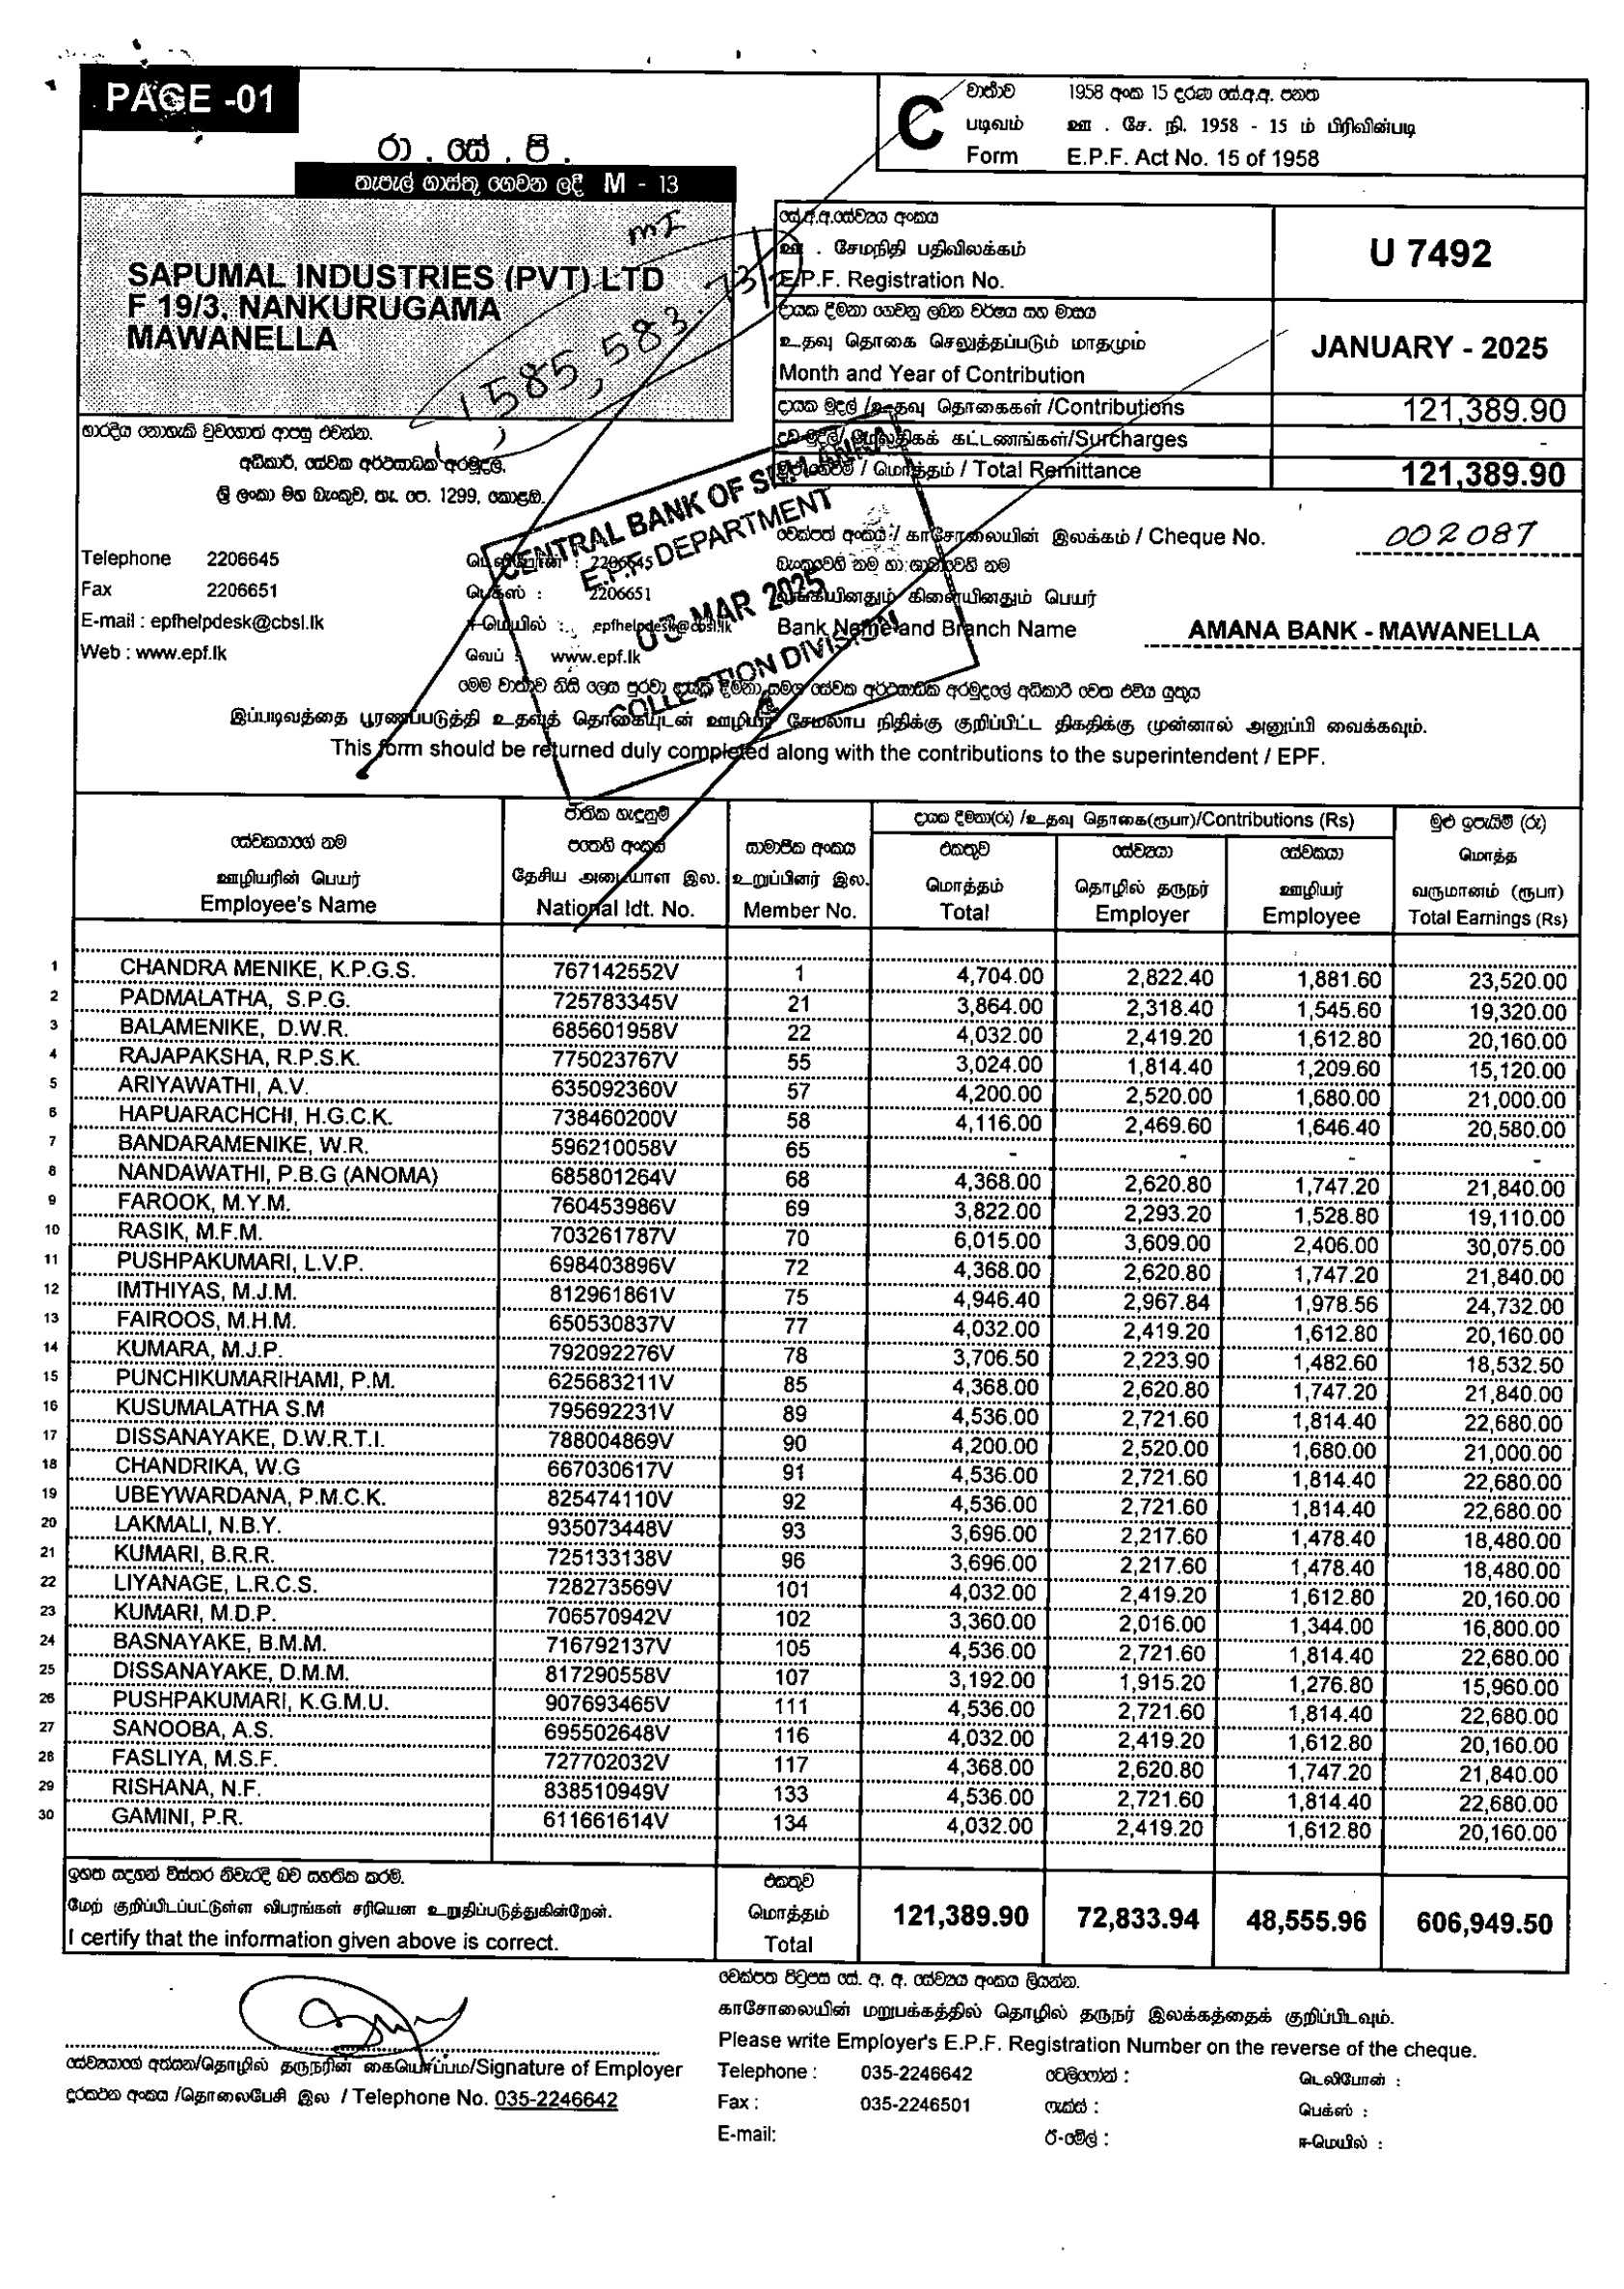 PAGE -01
රා . සේ . පි .
තැපැල් ගාස්තු ගෙවන ලදී M - 13
C
වාර්තාව 1958 අංක 15 දරණ සේ.අ.අ. පනත
படிவம் ஊ . சே. நி. 1958 - 15 ம் பிரிவின்படி
Form E.P.F. Act No. 15 of 1958
SAPUMAL INDUSTRIES (PVT) LTD
F 19/3, NANKURUGAMA
MAWANELLA
1,585,583.73
සේ.අ.අ.සේව්‍යය අංකය
ஊ . சேமநிதி பதிவிலக்கம்
E.P.F. Registration No.
U 7492
දායක දීමනා ගෙවනු ලබන වර්ෂය සහ මාසය
உதவு தொகை செலுத்தப்படும் மாதமும்
Month and Year of Contribution
JANUARY - 2025
දායක මුදල් /உதவு தொகைகள் /Contributions 121,389.90
கட்டணங்கள்/Surcharges -
மொத்தம் / Total Remittance 121,389.90
භාරදිය නොහැකි වුවහොත් ආපසු එවන්න.
අධිකාරී, සේවක අර්ථසාධක අරමුදල,
ශ්‍රී ලංකා මහ බැංකුව, තැ. පෙ. 1299, කොළඹ.
Telephone 2206645
Fax 2206651
E-mail : epfhelpdesk@cbsl.lk
Web : www.epf.lk
2206645
பெக்ஸ் : 2206651
ஈ-மெயில் : epfhelpdesk@cbsl.lk
வெப் : www.epf.lk
CENTRAL BANK OF SRI LANKA
E.P.F. DEPARTMENT
03 MAR 2025
COLLECTION DIVISION
චෙක්පත් අංකය / காசோலையின் இலக்கம் / Cheque No. 002087
බැංකුවෙහි නම හා ශාඛාවෙහි නම
வங்கியினதும் கிளையினதும் பெயர்
Bank Name and Branch Name AMANA BANK - MAWANELLA
මෙම වාර්තාව නිසි ලෙස පුරවා දායක දීමනා සමග සේවක අර්ථසාධක අරමුදලේ අධිකාරී වෙත එවිය යුතුය
இப்படிவத்தை பூரணப்படுத்தி உதவுத் தொகையுடன் ஊழியர் சேமலாப நிதிக்கு குறிப்பிட்ட திகதிக்கு முன்னால் அனுப்பி வைக்கவும்.
This form should be returned duly completed along with the contributions to the superintendent / EPF.
සේවකයාගේ නම
ஊழியரின் பெயர்
Employee's Name
ජාතික හැඳුනුම්
පතෙහි අංකය
தேசிய அடையாள இல.
National Idt. No.
සාමාජික අංකය
உறுப்பினர் இல.
Member No.
දායක දීමනා(රු) /உதவு தொகை(ரூபா)/Contributions (Rs)
එකතුව
மொத்தம்
Total
සේව්‍යයා
தொழில் தருநர்
Employer
සේවකයා
ஊழியர்
Employee
මුළු ඉපැයීම් (රු)
மொத்த
வருமானம் (ரூபா)
Total Earnings (Rs)
1 CHANDRA MENIKE, K.P.G.S. 767142552V 1 4,704.00 2,822.40 1,881.60 23,520.00
2 PADMALATHA, S.P.G. 725783345V 21 3,864.00 2,318.40 1,545.60 19,320.00
3 BALAMENIKE, D.W.R. 685601958V 22 4,032.00 2,419.20 1,612.80 20,160.00
4 RAJAPAKSHA, R.P.S.K. 775023767V 55 3,024.00 1,814.40 1,209.60 15,120.00
5 ARIYAWATHI, A.V. 635092360V 57 4,200.00 2,520.00 1,680.00 21,000.00
6 HAPUARACHCHI, H.G.C.K. 738460200V 58 4,116.00 2,469.60 1,646.40 20,580.00
7 BANDARAMENIKE, W.R. 596210058V 65 - - - -
8 NANDAWATHI, P.B.G (ANOMA) 685801264V 68 4,368.00 2,620.80 1,747.20 21,840.00
9 FAROOK, M.Y.M. 760453986V 69 3,822.00 2,293.20 1,528.80 19,110.00
10 RASIK, M.F.M. 703261787V 70 6,015.00 3,609.00 2,406.00 30,075.00
11 PUSHPAKUMARI, L.V.P. 698403896V 72 4,368.00 2,620.80 1,747.20 21,840.00
12 IMTHIYAS, M.J.M. 812961861V 75 4,946.40 2,967.84 1,978.56 24,732.00
13 FAIROOS, M.H.M. 650530837V 77 4,032.00 2,419.20 1,612.80 20,160.00
14 KUMARA, M.J.P. 792092276V 78 3,706.50 2,223.90 1,482.60 18,532.50
15 PUNCHIKUMARIHAMI, P.M. 625683211V 85 4,368.00 2,620.80 1,747.20 21,840.00
16 KUSUMALATHA S.M 795692231V 89 4,536.00 2,721.60 1,814.40 22,680.00
17 DISSANAYAKE, D.W.R.T.I. 788004869V 90 4,200.00 2,520.00 1,680.00 21,000.00
18 CHANDRIKA, W.G 667030617V 91 4,536.00 2,721.60 1,814.40 22,680.00
19 UBEYWARDANA, P.M.C.K. 825474110V 92 4,536.00 2,721.60 1,814.40 22,680.00
20 LAKMALI, N.B.Y. 935073448V 93 3,696.00 2,217.60 1,478.40 18,480.00
21 KUMARI, B.R.R. 725133138V 96 3,696.00 2,217.60 1,478.40 18,480.00
22 LIYANAGE, L.R.C.S. 728273569V 101 4,032.00 2,419.20 1,612.80 20,160.00
23 KUMARI, M.D.P. 706570942V 102 3,360.00 2,016.00 1,344.00 16,800.00
24 BASNAYAKE, B.M.M. 716792137V 105 4,536.00 2,721.60 1,814.40 22,680.00
25 DISSANAYAKE, D.M.M. 817290558V 107 3,192.00 1,915.20 1,276.80 15,960.00
26 PUSHPAKUMARI, K.G.M.U. 907693465V 111 4,536.00 2,721.60 1,814.40 22,680.00
27 SANOOBA, A.S. 695502648V 116 4,032.00 2,419.20 1,612.80 20,160.00
28 FASLIYA, M.S.F. 727702032V 117 4,368.00 2,620.80 1,747.20 21,840.00
29 RISHANA, N.F. 838510949V 133 4,536.00 2,721.60 1,814.40 22,680.00
30 GAMINI, P.R. 611661614V 134 4,032.00 2,419.20 1,612.80 20,160.00
ඉහත සඳහන් විස්තර නිවැරදි බව සහතික කරමි.
மேற் குறிப்பிடப்பட்டுள்ள விபரங்கள் சரியென உறுதிப்படுத்துகின்றேன்.
I certify that the information given above is correct.
එකතුව
மொத்தம்
Total
121,389.90 72,833.94 48,555.96 606,949.50
චෙක්පත පිටුපස සේ. අ. අ. සේව්‍යය අංකය ලියන්න.
காசோலையின் மறுபக்கத்தில் தொழில் தருநர் இலக்கத்தைக் குறிப்பிடவும்.
Please write Employer's E.P.F. Registration Number on the reverse of the cheque.
සේව්‍යයාගේ අත්සන/தொழில் தருநரின் கையொப்பம்/Signature of Employer
දුරකථන අංකය /தொலைபேசி இல / Telephone No. 035-2246642
Telephone : 035-2246642 ටෙලිෆෝන් : டெலிபோன் :
Fax : 035-2246501 ෆැක්ස් : பெக்ஸ் :
E-mail: ඊ-මේල් : ஈ-மெயில் :